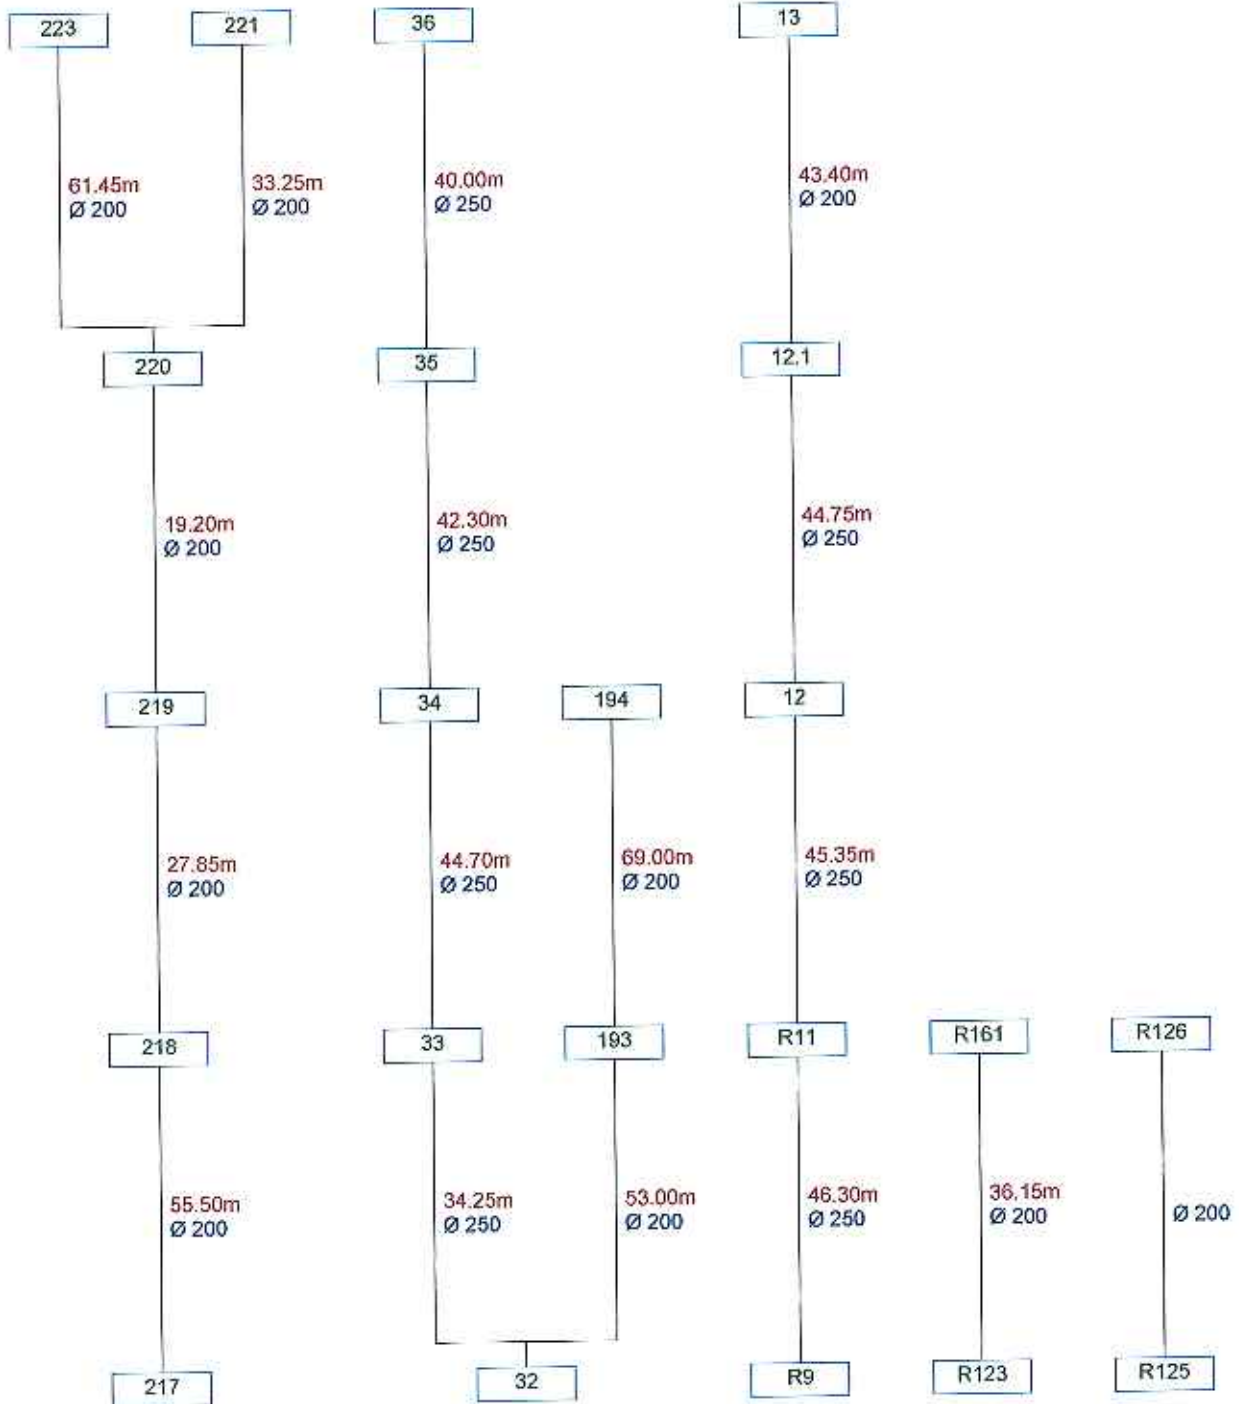 223
221
36
13
61.45m
Ø 200
33.25m
Ø 200
40.00m
Ø 250
43.40m
Ø 200
220
35
12.1
19.20m
Ø 200
42.30m
Ø 250
44.75m
Ø 250
219
34
194
12
27.85m
Ø 200
44.70m
Ø 250
69.00m
Ø 200
45.35m
Ø 250
218
33
193
R11
R161
R126
55.50m
Ø 200
34.25m
Ø 250
53.00m
Ø 200
46.30m
Ø 250
36.15m
Ø 200
Ø 200
217
32
R9
R123
R125